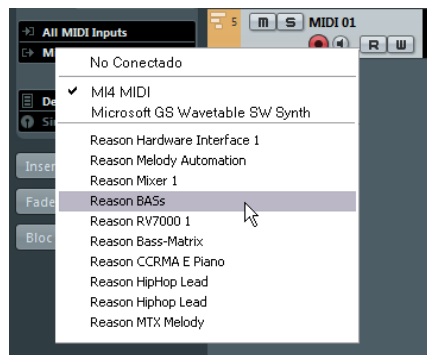 All MIDI Inputs
5 m S MIDI 01
R W
No Conectado
MI4 MIDI
Microsoft GS Wavetable SW Synth
Reason Hardware Interface 1
Reason Melody Automation
Reason Mixer 1
Reason BASs
Reason RV7000 1
Reason Bass-Matrix
Reason CCRMA E Piano
Reason HipHop Lead
Reason Hiphop Lead
Reason MTX Melody